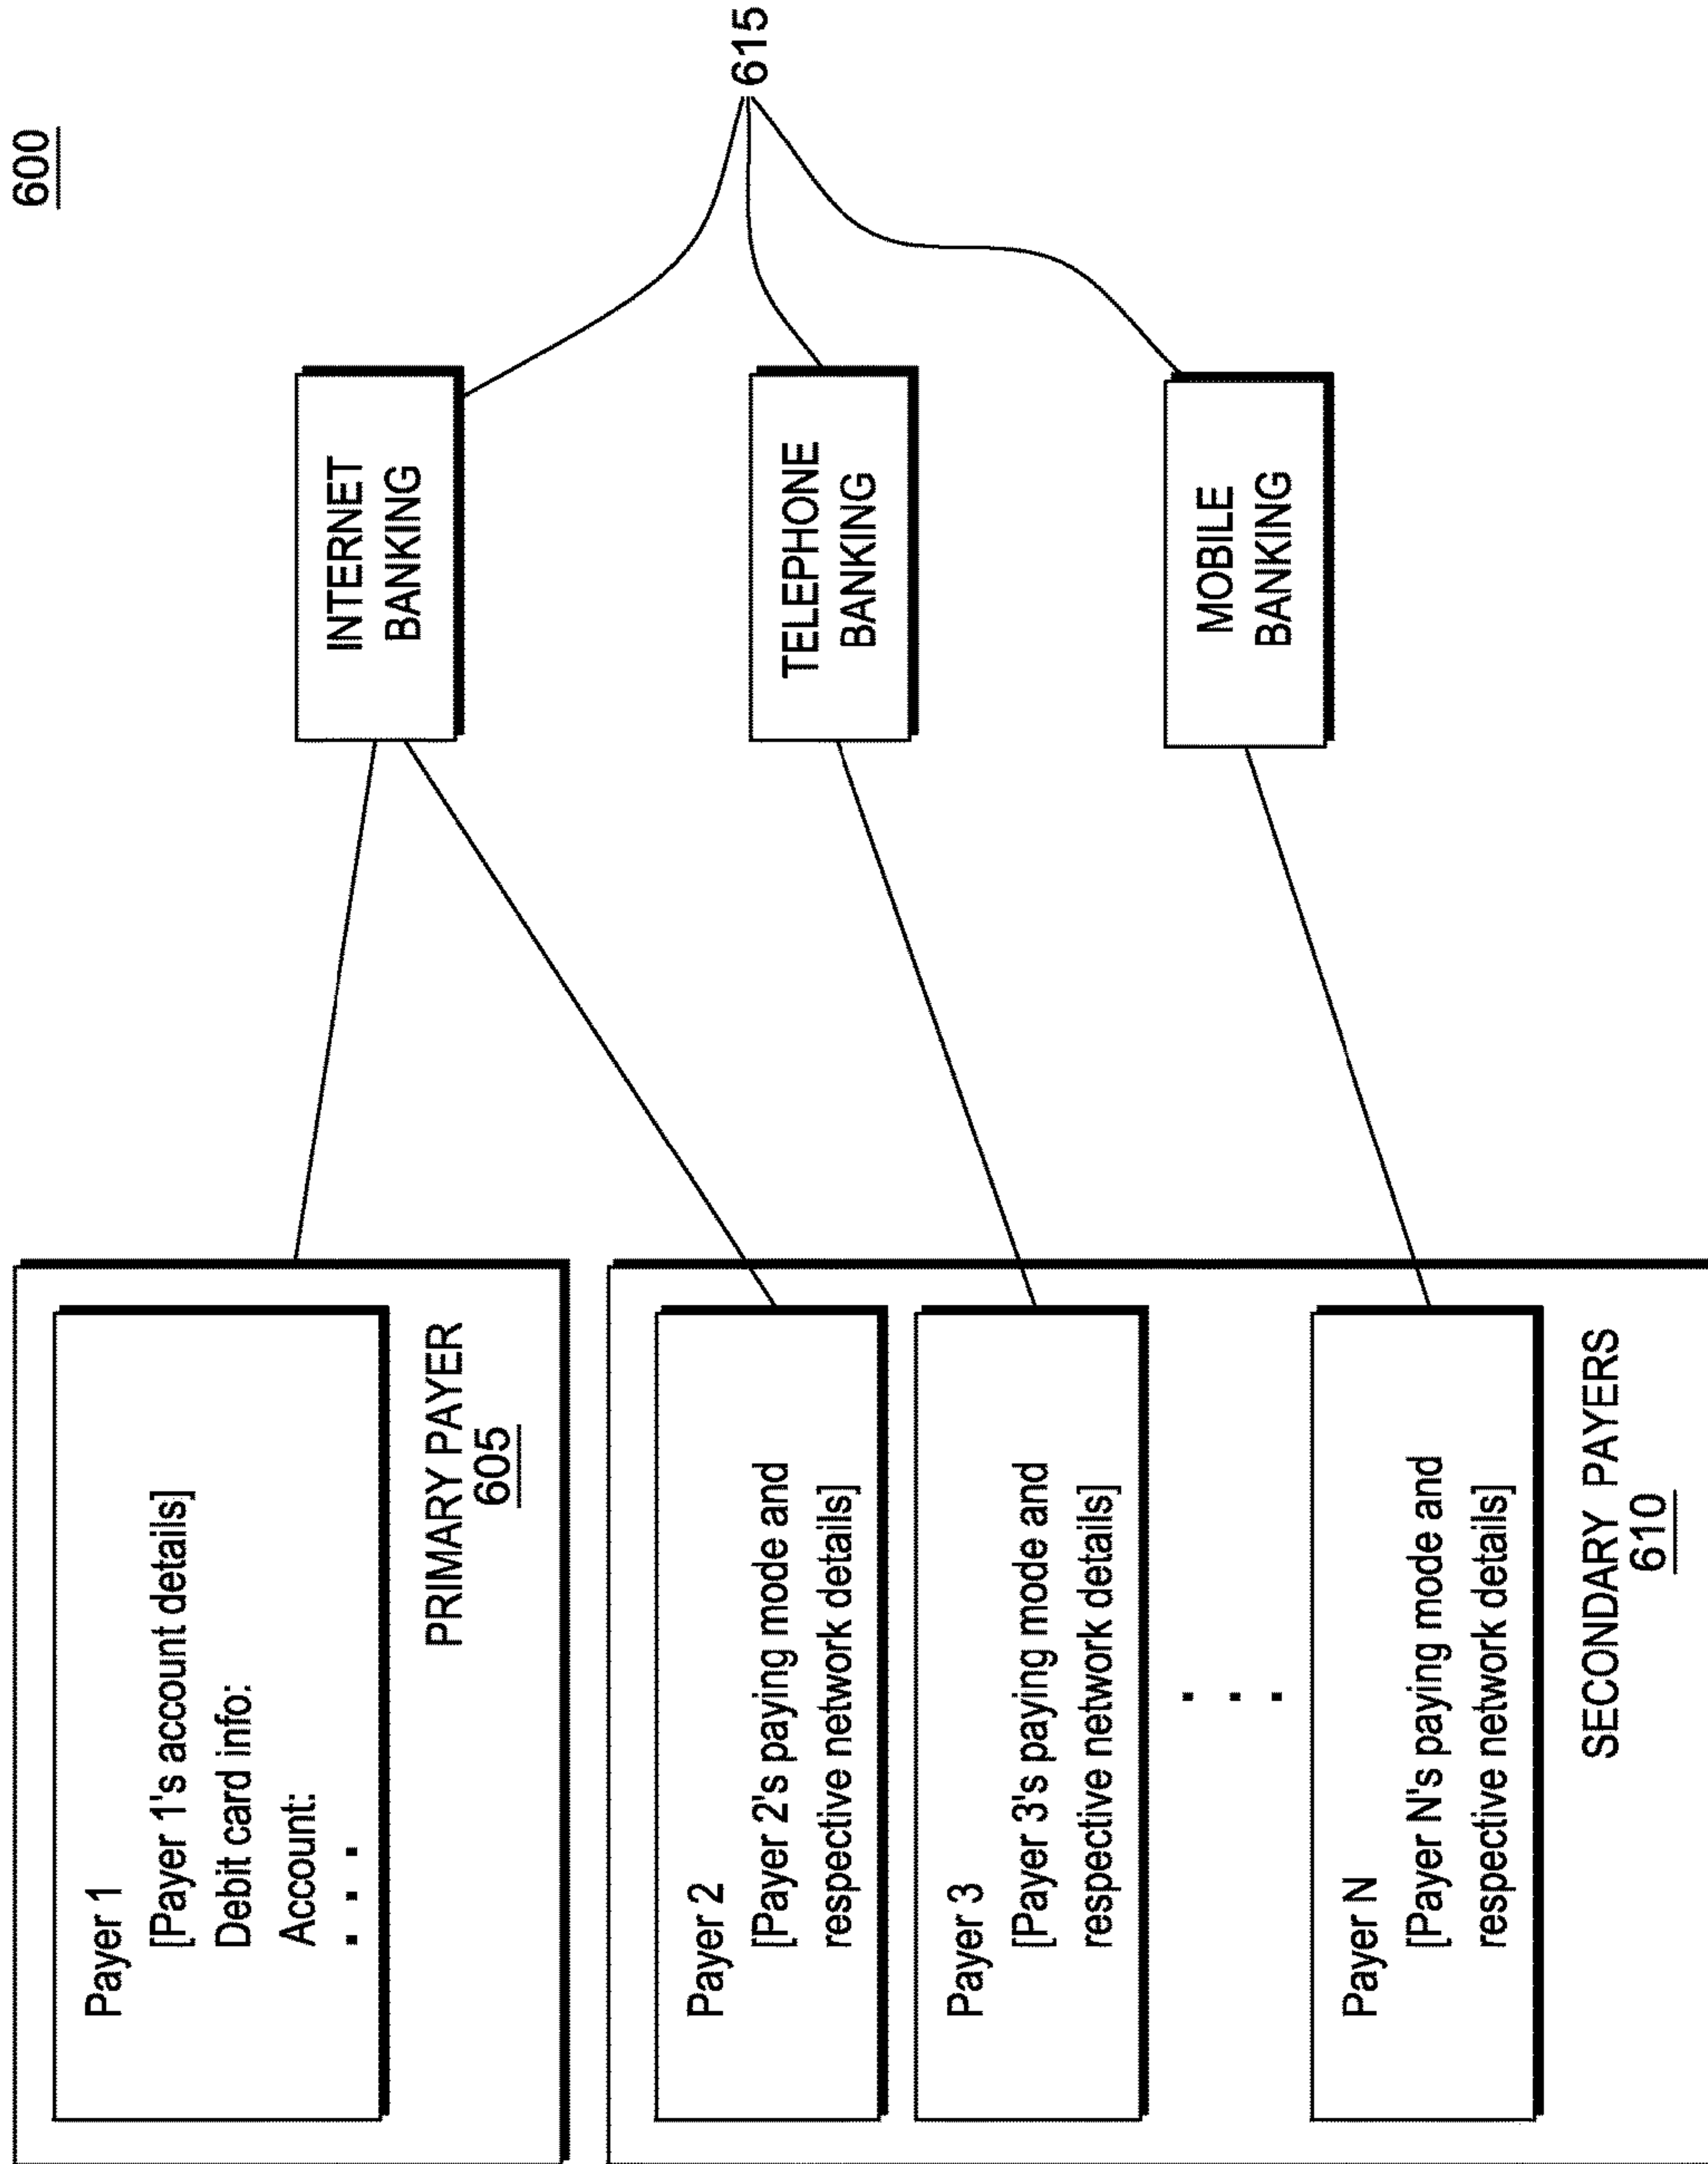 600
Payer 1
[Payer 1's account details]
Debit card info:
Account:
. . .
PRIMARY PAYER
605
Payer 2
[Payer 2's paying mode and
respective network details]
Payer 3
[Payer 3's paying mode and
respective network details]
. . .
Payer N
[Payer N's paying mode and
respective network details]
SECONDARY PAYERS
610
INTERNET
BANKING
TELEPHONE
BANKING
MOBILE
BANKING
615